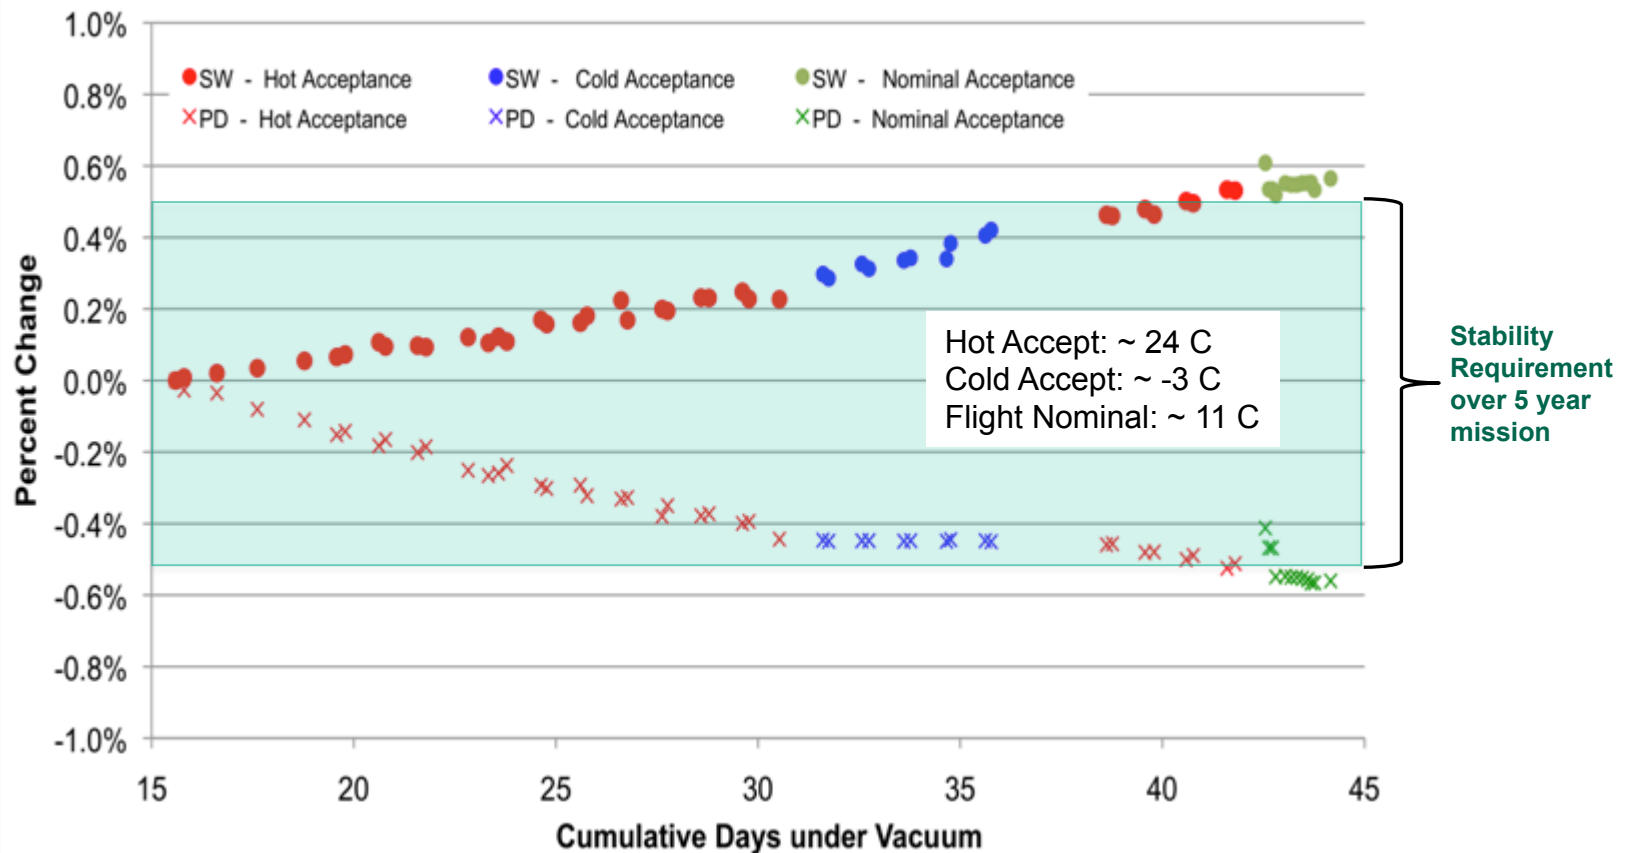 1.0%
SW - Hot Acceptance SW - Cold Acceptance SW - Nominal Acceptance
0.8%
PD - Hot Acceptance PD - Cold Acceptance PD - Nominal Acceptance
0.6%
0.4%
0.2%
0.0%
-0.2%
-0.4%
-0.6%
-0.8%
-1.0%
Percent Change
Hot Accept: ~ 24 C
Cold Accept: ~ -3 C
Flight Nominal: ~ 11 C
Stability
Requirement
over 5 year
mission
15 20 25 30 35 40 45
Cumulative Days under Vacuum